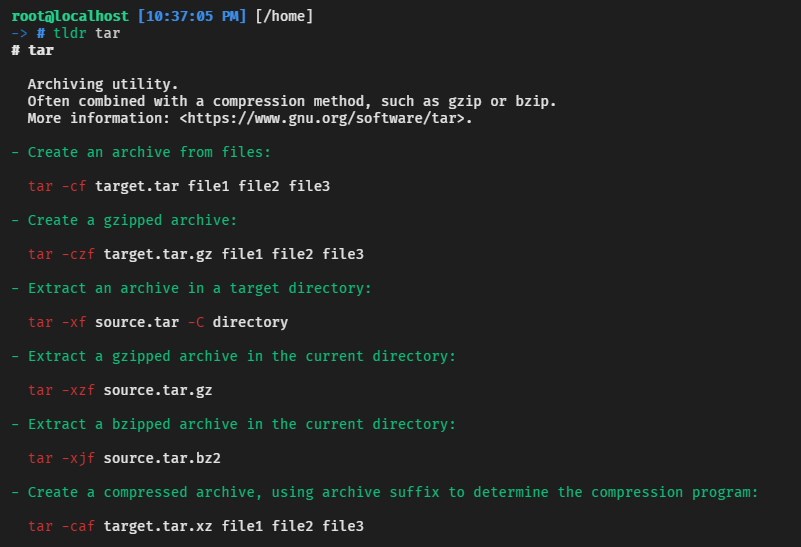 root@localhost [10:37:05 PM] [/home]
-> # tldr tar
# tar
Archiving utility.
Often combined with a compression method, such as gzip or bzip.
More information: <https://www.gnu.org/software/tar>.
- Create an archive from files:
tar -cf target.tar file1 file2 file3
- Create a gzipped archive:
tar -czf target.tar.gz file1 file2 file3
- Extract an archive in a target directory:
tar -xf source.tar -C directory
- Extract a gzipped archive in the current directory:
tar -xzf source.tar.gz
- Extract a bzipped archive in the current directory:
tar -xjf source.tar.bz2
- Create a compressed archive, using archive suffix to determine the compression program:
tar -caf target.tar.xz file1 file2 file3